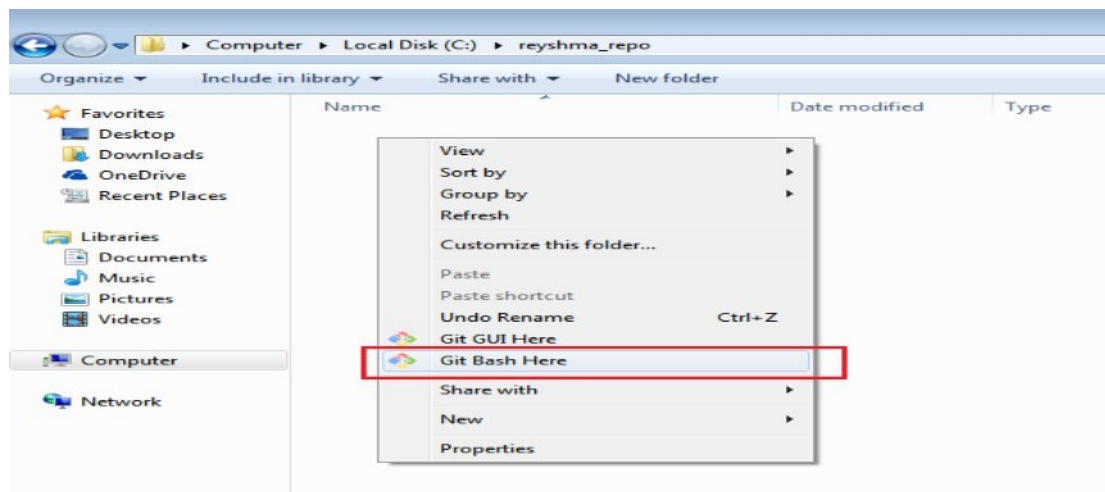 Computer Local Disk (C:) reyshma_repo
Organize Include in library Share with New folder
Name Date modified Type
Favorites
Desktop
Downloads
OneDrive
Recent Places
Libraries
Documents
Music
Pictures
Videos
Computer
Network
View
Sort by
Group by
Refresh
Customize this folder...
Paste
Paste shortcut
Undo Rename Ctrl+Z
Git GUI Here
Git Bash Here
Share with
New
Properties